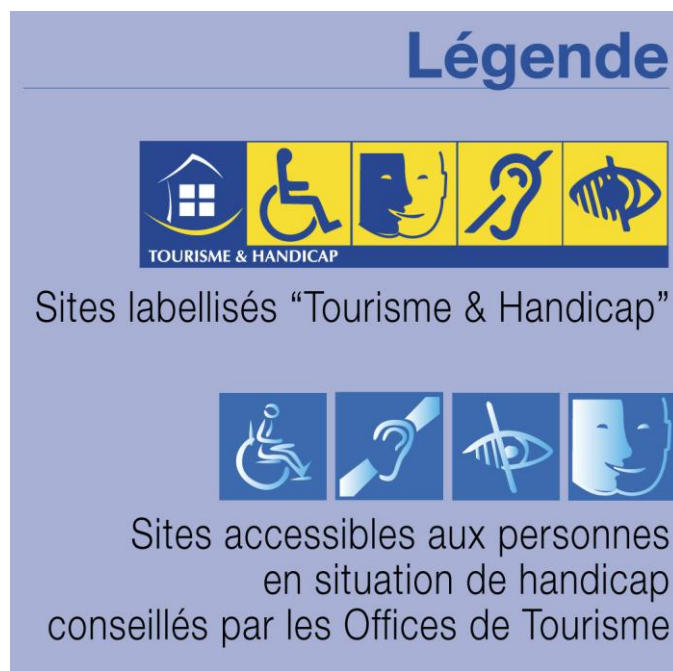 Légende
TOURISME & HANDICAP
Sites labellisés “Tourisme & Handicap”
Sites accessibles aux personnes
en situation de handicap
conseillés par les Offices de Tourisme